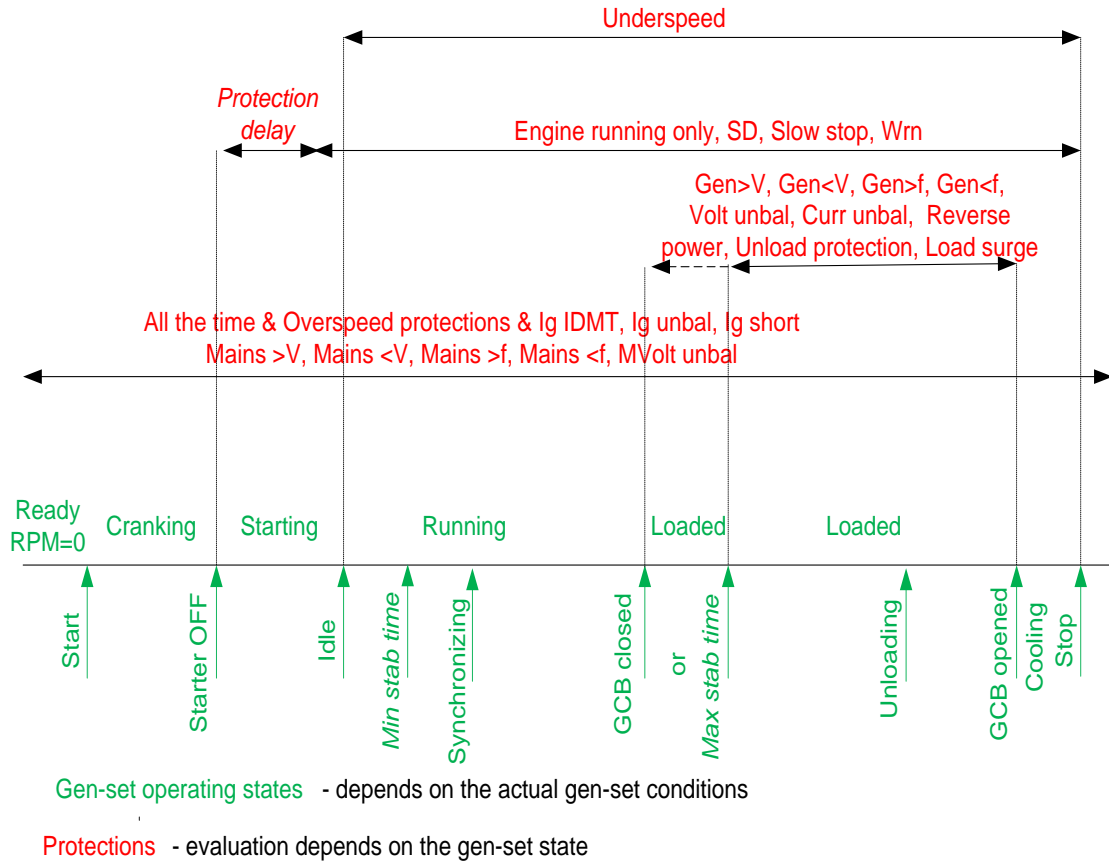 Underspeed
Protection
delay
Engine running only, SD, Slow stop, Wrn
Gen>V, Gen<V, Gen>f, Gen<f,
Volt unbal, Curr unbal, Reverse
power, Unload protection, Load surge
All the time & Overspeed protections & Ig IDMT, Ig unbal, Ig short
Mains >V, Mains <V, Mains >f, Mains <f, MVolt unbal
Ready
RPM=0
Cranking
Starting
Running
Loaded
Loaded
Start
Starter OFF
Idle
Min stab time
Synchronizing
GCB closed
or
Max stab time
Unloading
GCB opened
Cooling
Stop
Gen-set operating states - depends on the actual gen-set conditions
Protections - evaluation depends on the gen-set state